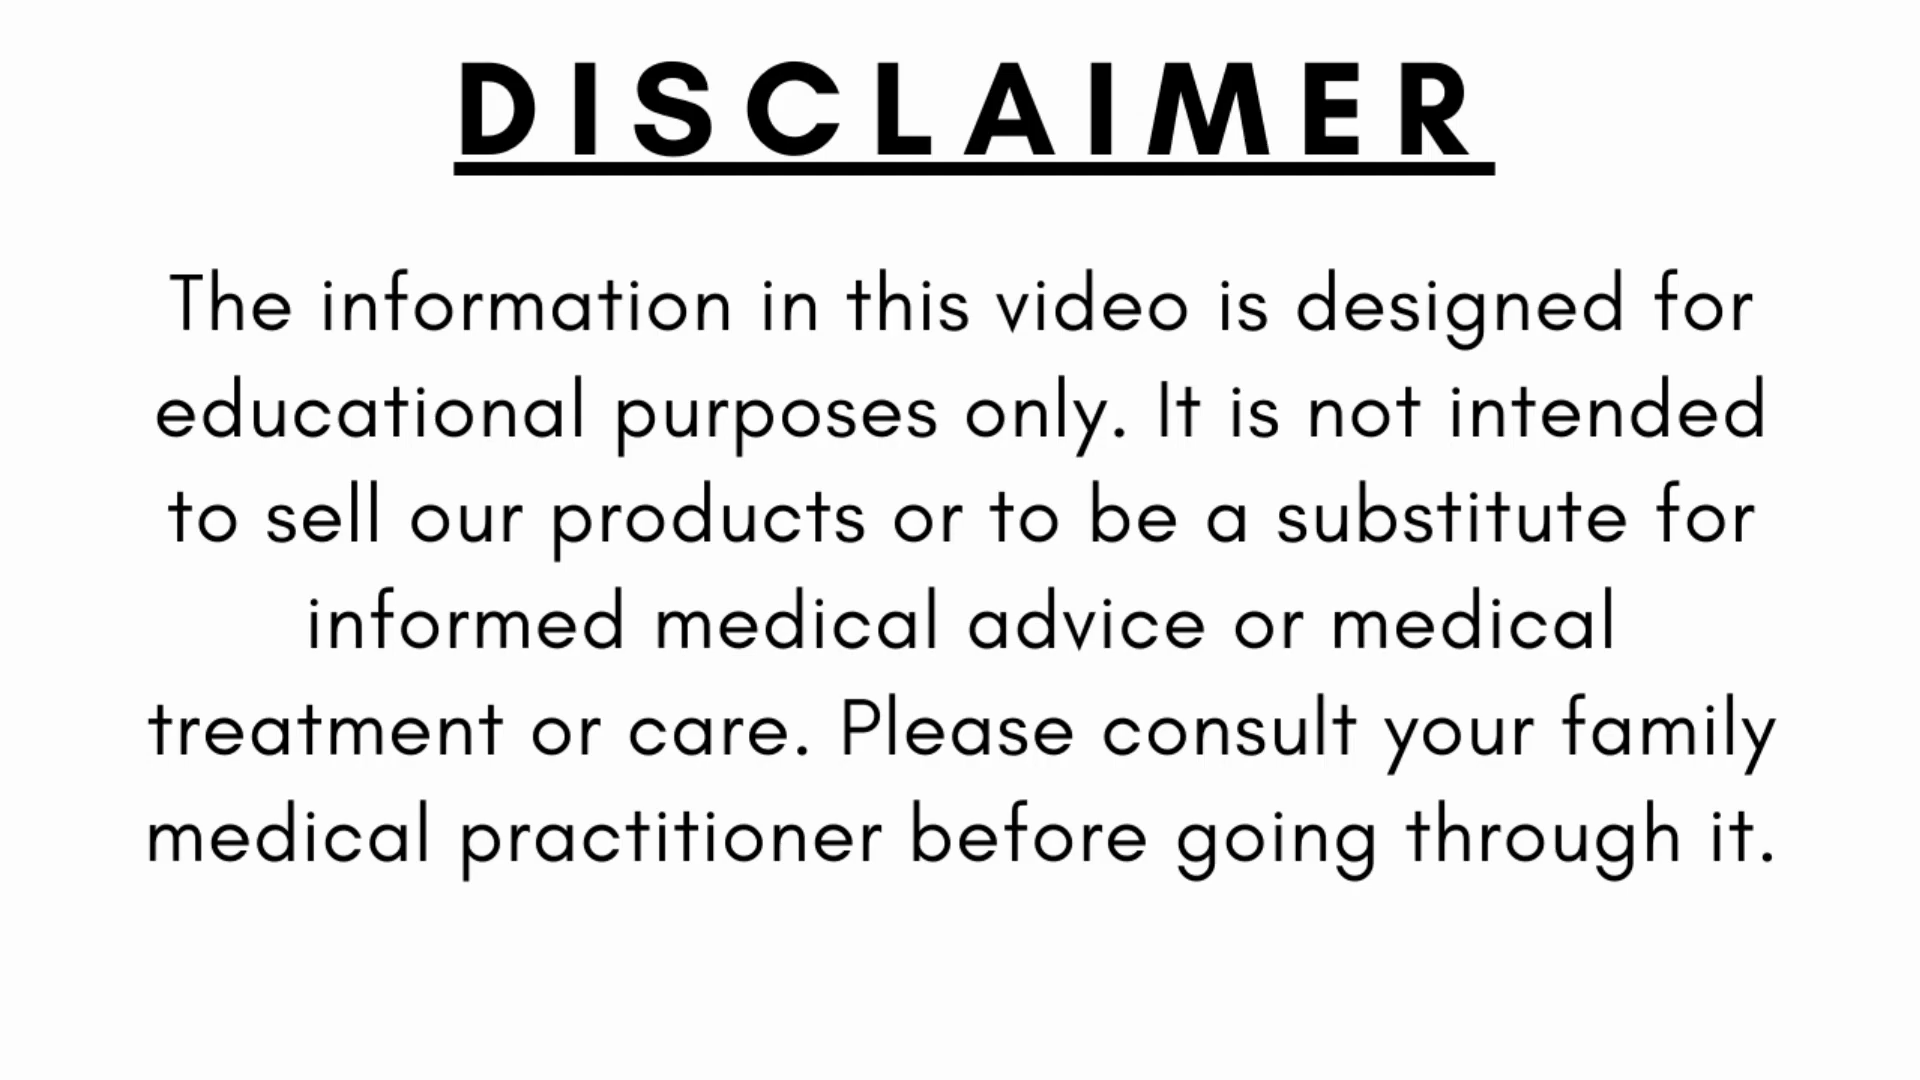 DISCLAIMER
The information in this video is designed for
educational purposes only. It is not intended
to sell our products or to be a substitute for
informed medical advice or medical
treatment or care. Please consult your family
medical practitioner before going through it.